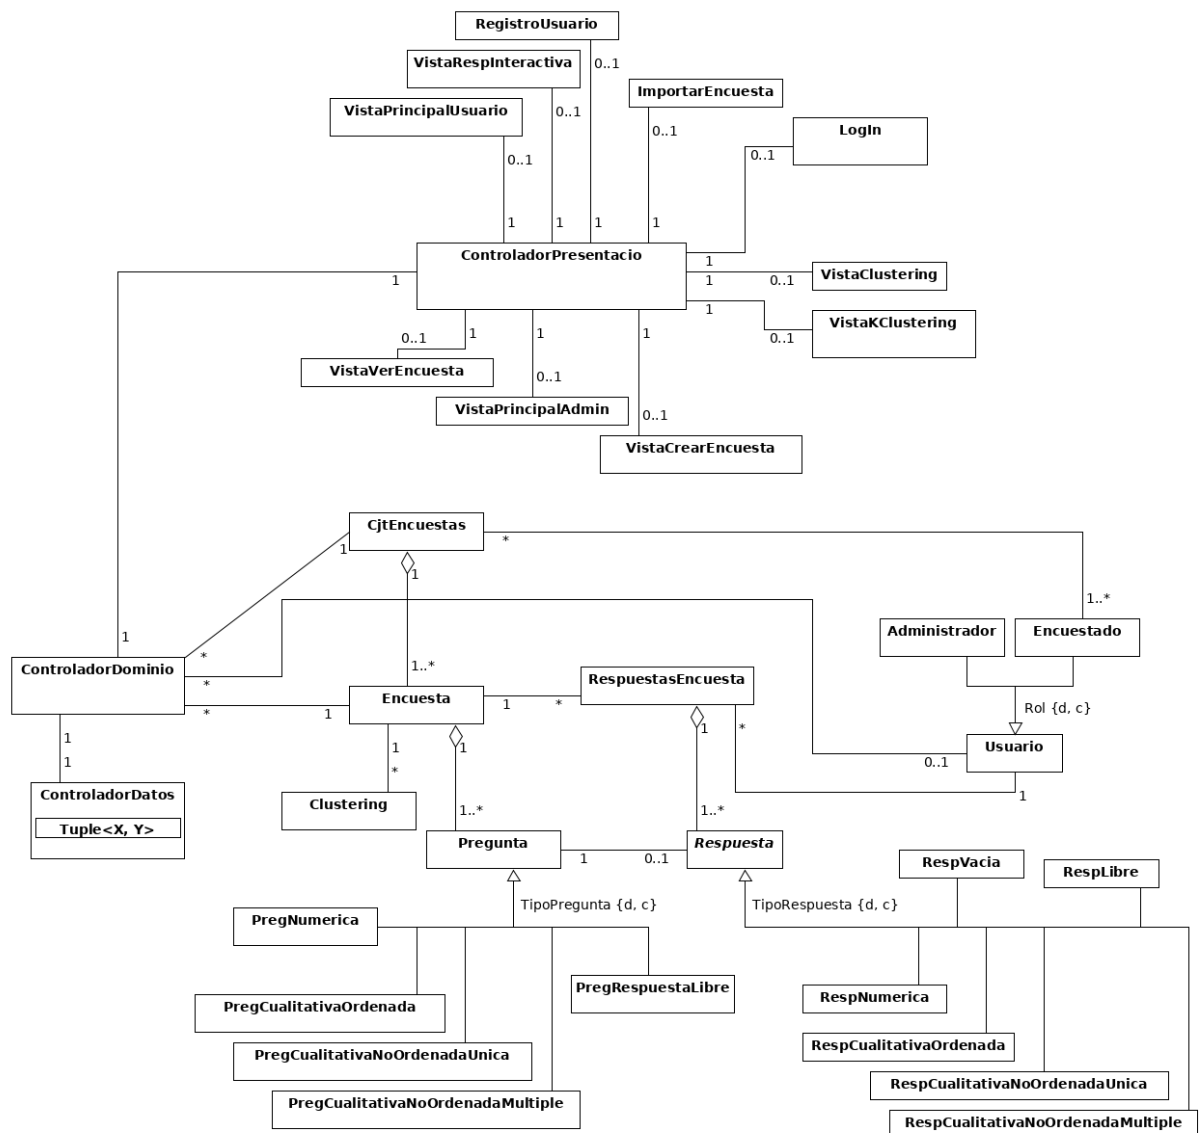 RegistroUsuario
VistaRespInteractiva
0..1
ImportarEncuesta
VistaPrincipalUsuario
0..1
0..1
LogIn
0..1
0..1
1
1
1
1
ControladorPresentacio
1
1
1
0..1
VistaClustering
1
0..1
VistaKClustering
0..1
1
1
1
VistaVerEncuesta
0..1
VistaPrincipalAdmin
0..1
VistaCrearEncuesta
CjtEncuestas
*
1
1
1..*
1
Administrador
Encuestado
*
1..*
ControladorDominio
*
RespuestasEncuesta
Encuesta
1
*
*
1
Rol {d, c}
1
1
1
1
*
Usuario
1
*
0..1
ControladorDatos
Clustering
1..*
1..*
1
Tuple<X, Y>
Pregunta
1
0..1
Respuesta
RespVacia
RespLibre
TipoPregunta {d, c}
TipoRespuesta {d, c}
PregNumerica
PregRespuestaLibre
RespNumerica
PregCualitativaOrdenada
RespCualitativaOrdenada
PregCualitativaNoOrdenadaUnica
RespCualitativaNoOrdenadaUnica
PregCualitativaNoOrdenadaMultiple
RespCualitativaNoOrdenadaMultiple